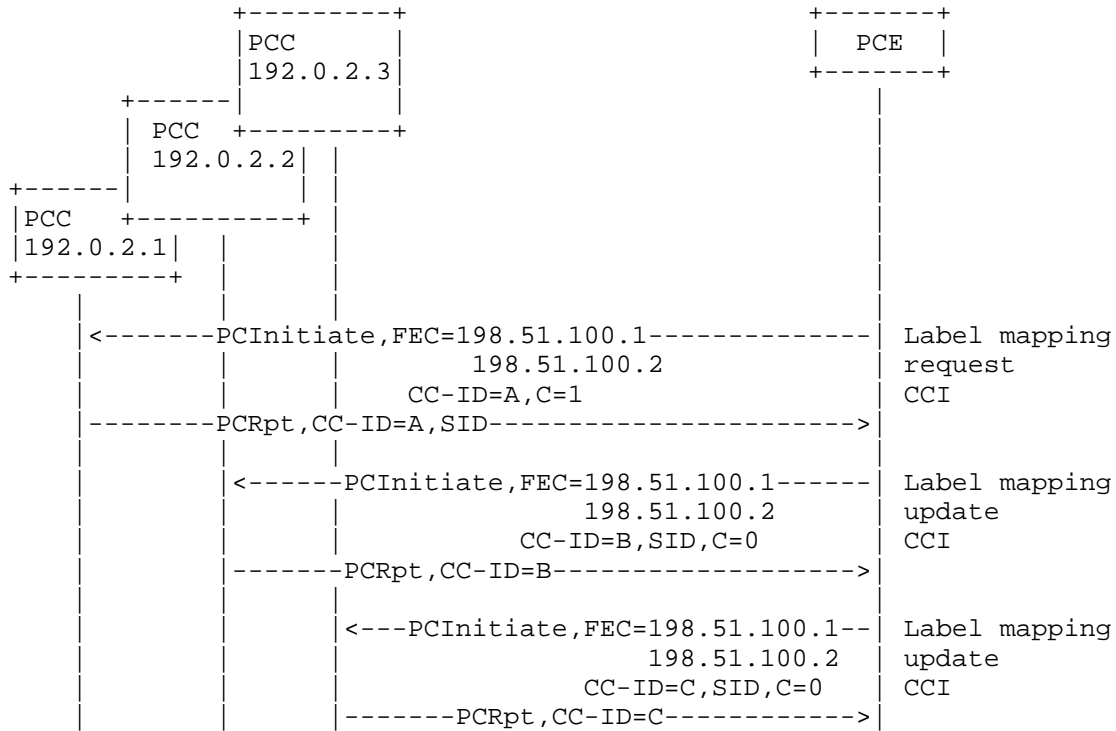 PCC
192.0.2.3
PCE
PCC
192.0.2.2
PCC
192.0.2.1
<-------PCInitiate,FEC=198.51.100.1-------------- Label mapping
198.51.100.2 request
CC-ID=A,C=1 CCI
--------PCRpt,CC-ID=A,SID----------------------->
<------PCInitiate,FEC=198.51.100.1------ Label mapping
198.51.100.2 update
CC-ID=B,SID,C=0 CCI
-------PCRpt,CC-ID=B------------------->
<---PCInitiate,FEC=198.51.100.1-- Label mapping
198.51.100.2 update
CC-ID=C,SID,C=0 CCI
-------PCRpt,CC-ID=C------------>